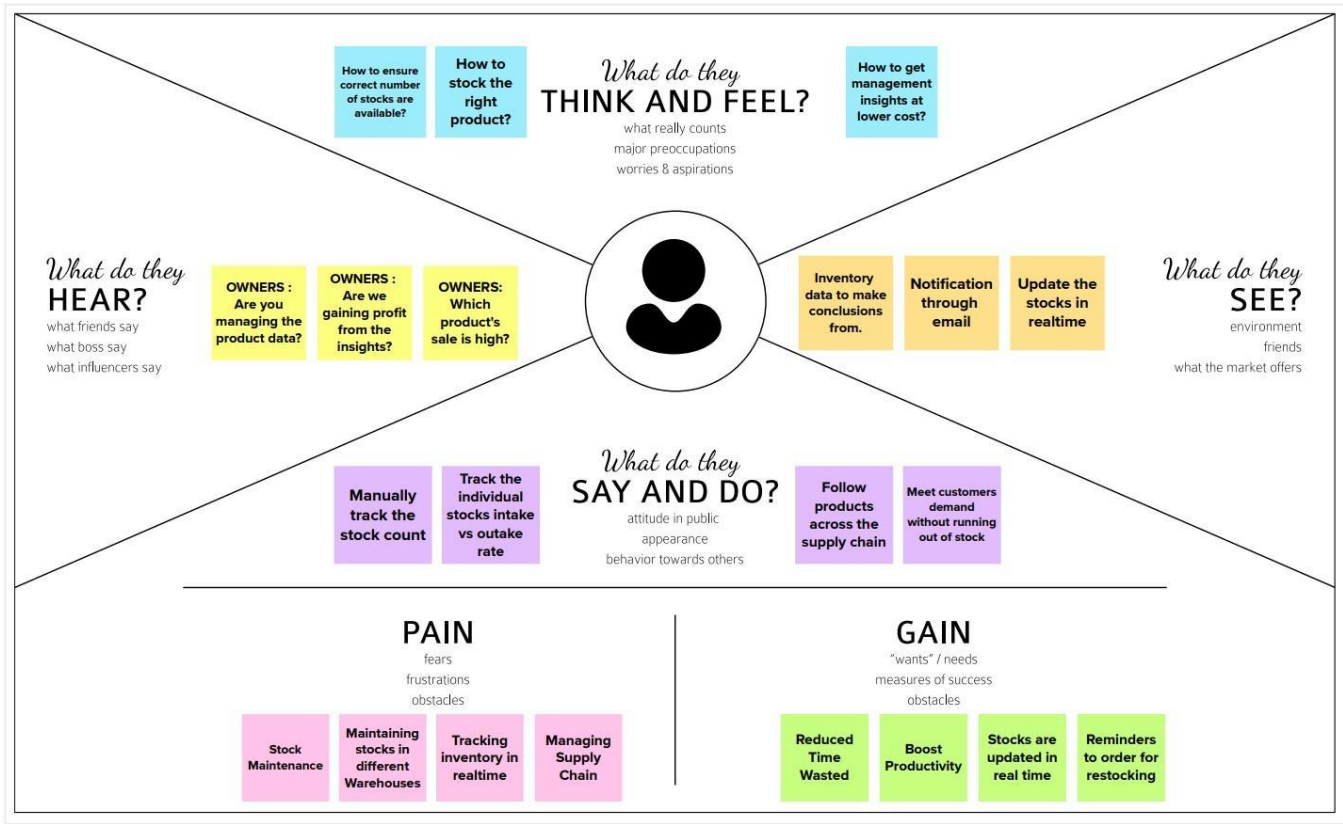 How to ensure
correct number
of stocks are
available?
How to
stock the
right
product?
What do they
THINK AND FEEL?
what really counts
major preoccupations
worries & aspirations
How to get
management
insights at
lower cost?
What do they
HEAR?
what friends say
what boss say
what influencers say
OWNERS :
Are you
managing the
product data?
OWNERS :
Are we
gaining profit
from the
insights?
OWNERS:
Which
product's
sale is high?
Inventory
data to make
conclusions
from.
Notification
through
email
Update the
stocks in
realtime
What do they
SEE?
environment
friends
what the market offers
Manually
track the
stock count
Track the
individual
stocks intake
vs outake
rate
What do they
SAY AND DO?
attitude in public
appearance
behavior towards others
Follow
products
across the
supply chain
Meet customers
demand
without running
out of stock
PAIN
fears
frustrations
obstacles
Stock
Maintenance
Maintaining
stocks in
different
Warehouses
Tracking
inventory in
realtime
Managing
Supply
Chain
GAIN
"wants" / needs
measures of success
obstacles
Reduced
Time
Wasted
Boost
Productivity
Stocks are
updated in
real time
Reminders
to order for
restocking